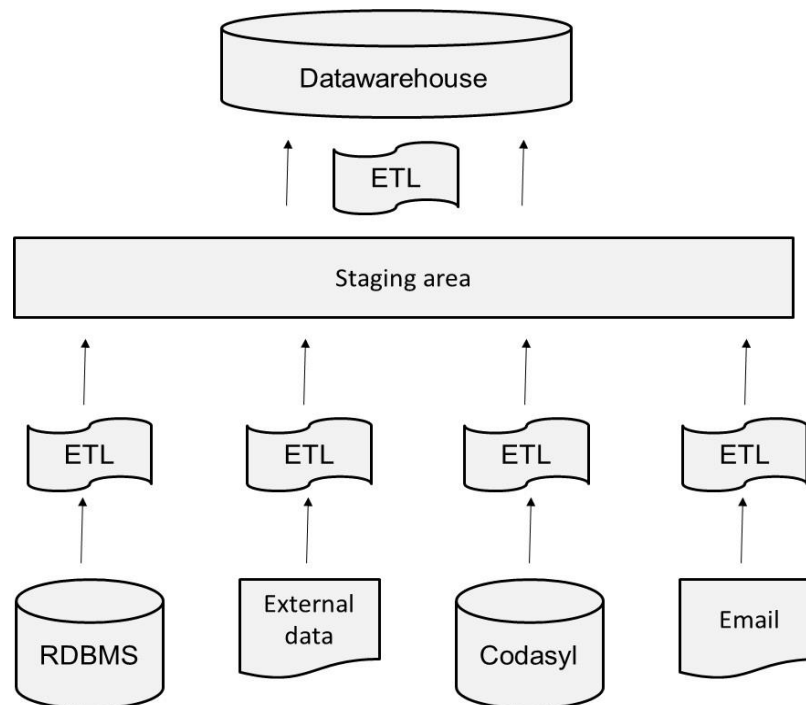 Datawarehouse
ETL
Staging area
ETL
ETL
ETL
ETL
RDBMS
External
data
Codasyl
Email